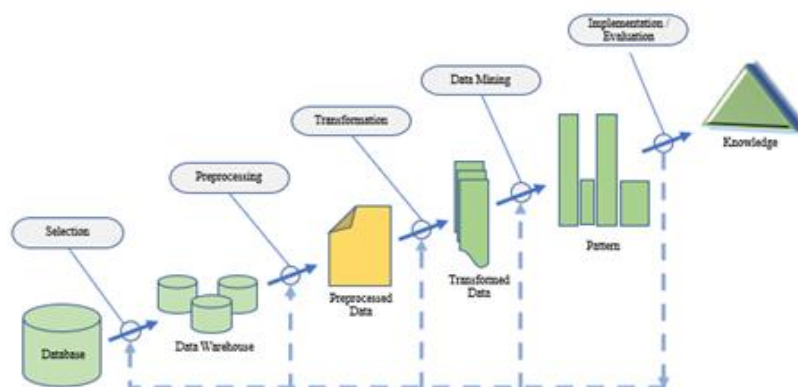 Implementation /
Evaluation
Data Mining
Transformation
Knowledge
Preprocessing
Selection
Pattern
Transformed
Data
Preprocessed
Data
Data Warehouse
Database